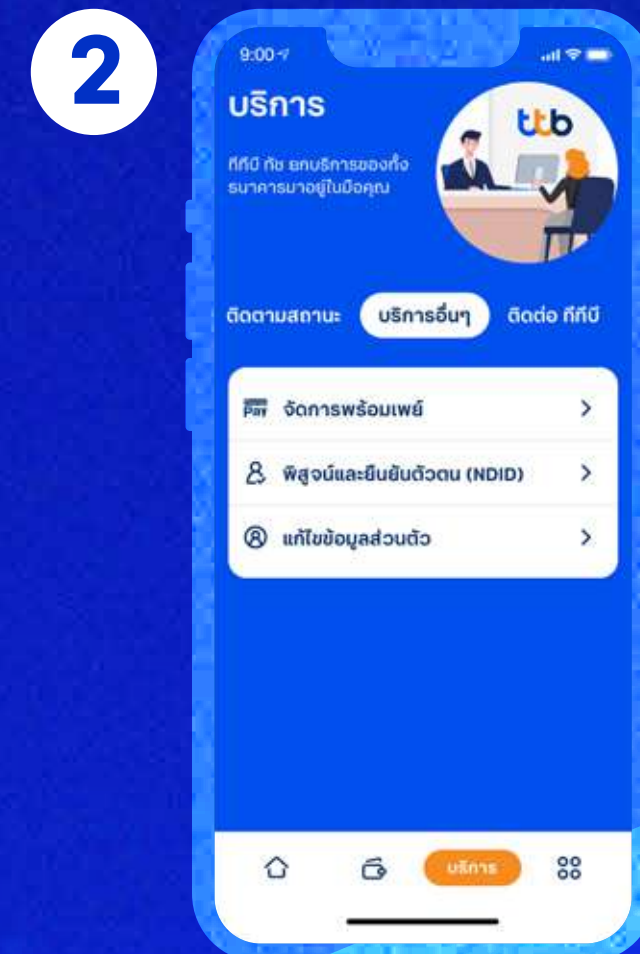 2
9:00
บริการ
ttb
ทีทีบี ทัช ยกบริการของทั้ง
ธนาคารมาอยู่ในมือคุณ
ติดตามสถานะ บริการอื่นๆ ติดต่อ ทีทีบี
Pay จัดการพร้อมเพย์
พิสูจน์และยืนยันตัวตน (NDID)
แก้ไขข้อมูลส่วนตัว
บริการ